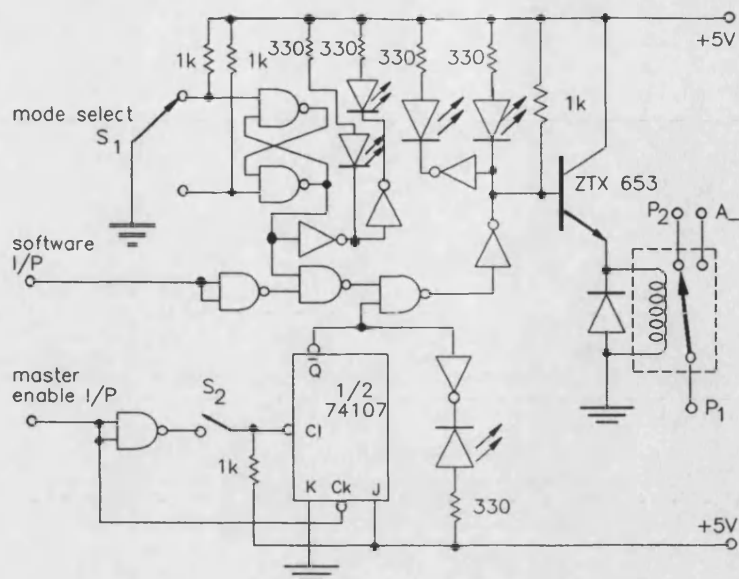 330
330
330
330
+5V
1k
1k
1k
mode select
S1
ZTX 653
P2
A
software
I/P
Q̅
1/2
74107
master
enable I/P
S2
Cl
1k
K
Ck
J
330
P1
+5V